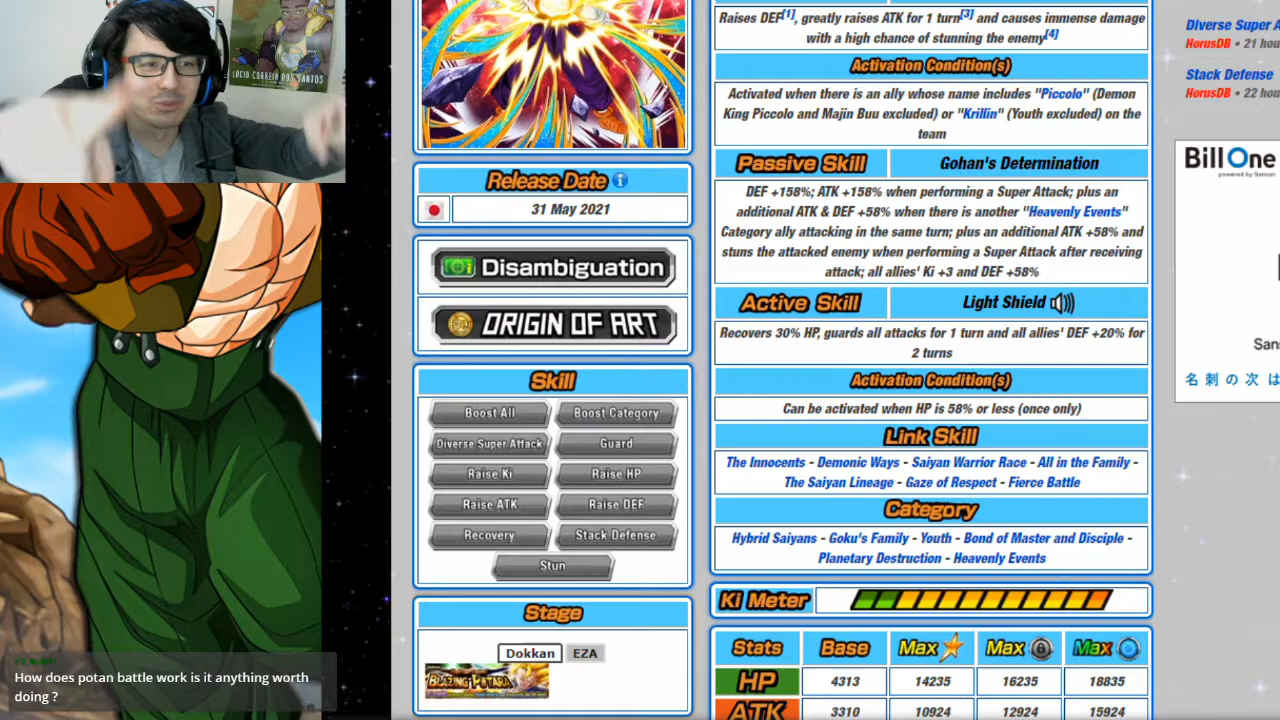 LÚCIO CORREIA DOS SANTOS
Raises DEF[1], greatly raises ATK for 1 turn[3] and causes immense damage
with a high chance of stunning the enemy[4]
Activation Condition(s)
Activated when there is an ally whose name includes "Piccolo" (Demon
King Piccolo and Majin Buu excluded) or "Krillin" (Youth excluded) on the
team
Passive Skill
Gohan's Determination
DEF +158%; ATK +158% when performing a Super Attack; plus an
additional ATK & DEF +58% when there is another "Heavenly Events"
Category ally attacking in the same turn; plus an additional ATK +58% and
stuns the attacked enemy when performing a Super Attack after receiving
attack; all allies' Ki +3 and DEF +58%
Active Skill
Light Shield
Recovers 30% HP, guards all attacks for 1 turn and all allies' DEF +20% for
2 turns
Activation Condition(s)
Can be activated when HP is 58% or less (once only)
Link Skill
The Innocents - Demonic Ways - Saiyan Warrior Race - All in the Family -
The Saiyan Lineage - Gaze of Respect - Fierce Battle
Category
Hybrid Saiyans - Goku's Family - Youth - Bond of Master and Disciple -
Planetary Destruction - Heavenly Events
Ki Meter
Stats Base Max Max Max
HP 4313 14235 16235 18835
ATK 3310 10924 12924 15924
Release Date
31 May 2021
Disambiguation
ORIGIN OF ART
Skill
Boost All Boost Category
Diverse Super Attack Guard
Raise Ki Raise HP
Raise ATK Raise DEF
Recovery Stack Defense
Stun
Stage
Dokkan EZA
BLAZING POTARA
Diverse Super A
HorusDB • 21 hou
Stack Defense
HorusDB • 22 hour
Bill One
powered by Sansan
Sans
名刺の次は
How does potan battle work is it anything worth
doing ?